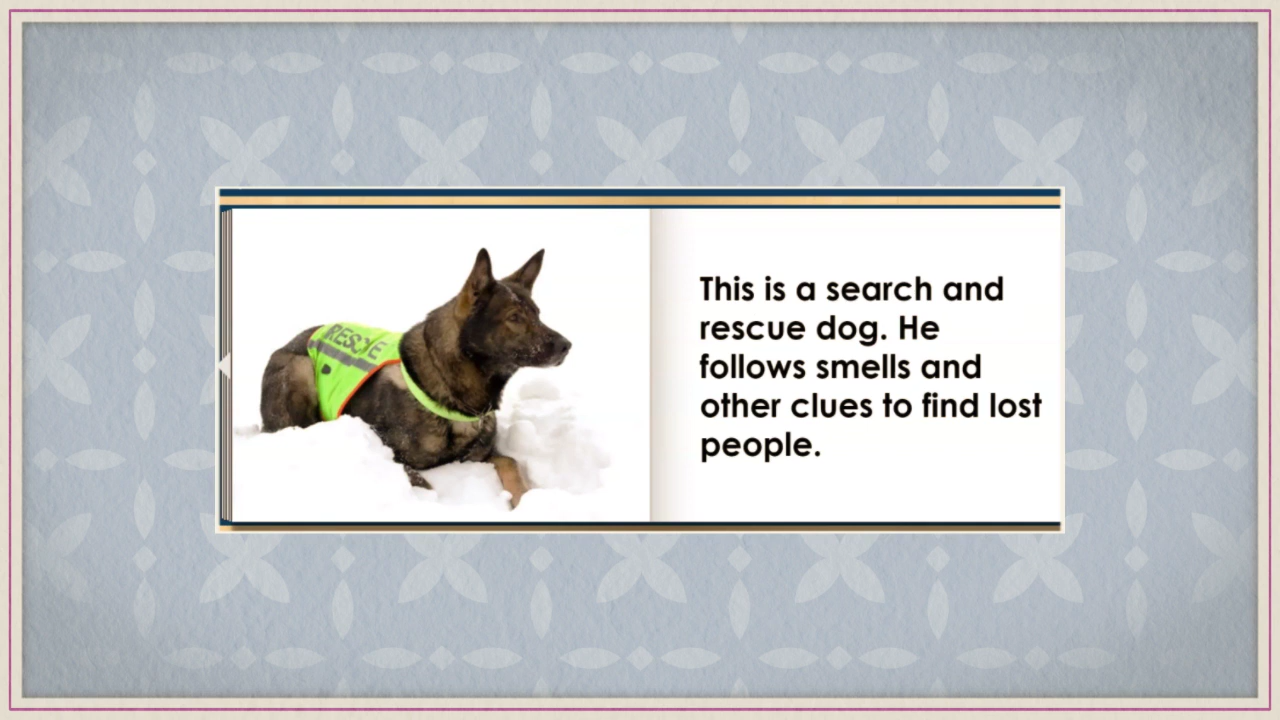 RESCUE
This is a search and
rescue dog. He
follows smells and
other clues to find lost
people.